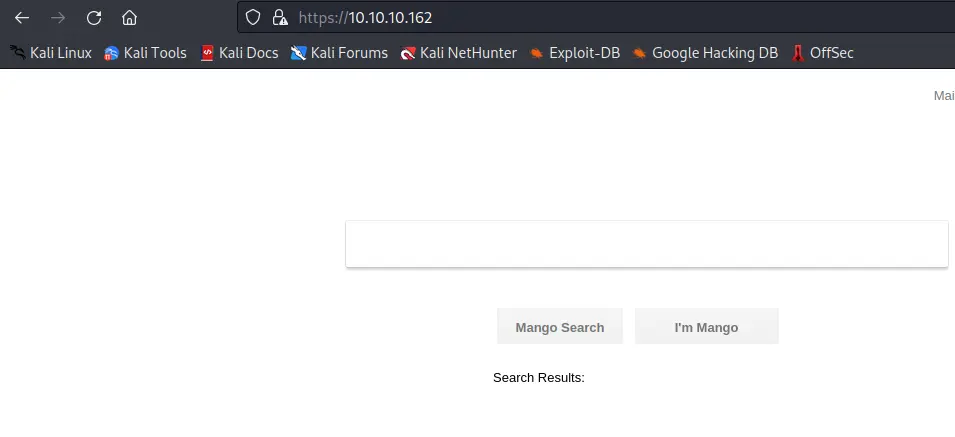 https://10.10.10.162
Kali Linux Kali Tools Kali Docs Kali Forums Kali NetHunter Exploit-DB Google Hacking DB OffSec
Mai
Mango Search I'm Mango
Search Results: